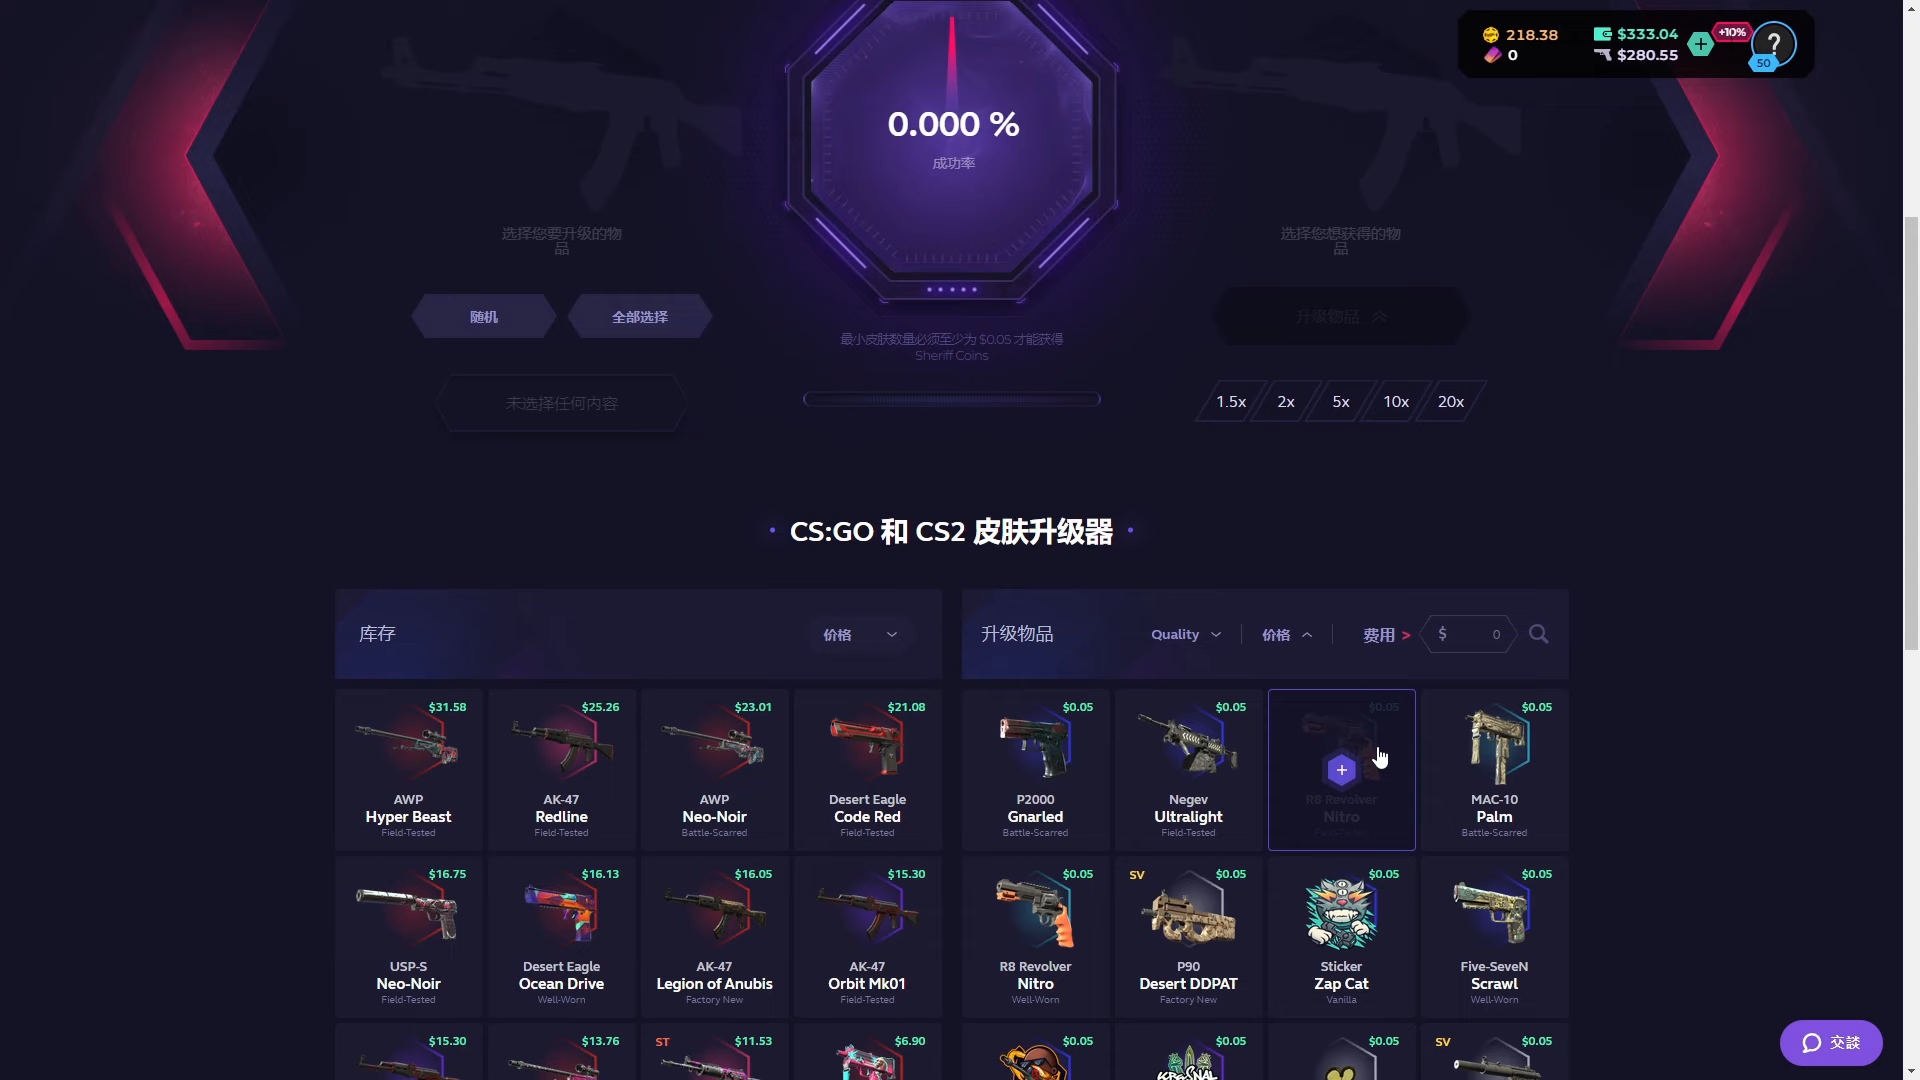 218.38
$333.04
+10%
?
50
0
$280.55
0.000 %
成功率
选择您要升级的物
品
选择您想获得的物
品
随机
全部选择
升级物品
最小皮肤数量必须至少为 $0.05 才能获得
Sheriff Coins
未选择任何内容
1.5x
2x
5x
10x
20x
CS:GO 和 CS2 皮肤升级器
库存
价格
升级物品
Quality
价格
费用 >
$
0
$31.58
AWP
Hyper Beast
Field-Tested
$25.26
AK-47
Redline
Field-Tested
$23.01
AWP
Neo-Noir
Battle-Scarred
$21.08
Desert Eagle
Code Red
Field-Tested
$0.05
P2000
Gnarled
Battle-Scarred
$0.05
Negev
Ultralight
Field-Tested
$0.05
R8 Revolver
Nitro
$0.05
MAC-10
Palm
Battle-Scarred
$16.75
USP-S
Neo-Noir
Field-Tested
$16.13
Desert Eagle
Ocean Drive
Well-Worn
$16.05
AK-47
Legion of Anubis
Factory New
$15.30
AK-47
Orbit Mk01
Field-Tested
$0.05
R8 Revolver
Nitro
Well-Worn
SV
$0.05
P90
Desert DDPAT
Factory New
$0.05
Sticker
Zap Cat
Vanilla
$0.05
Five-SeveN
Scrawl
Well-Worn
$15.30
$13.76
ST
$11.53
$6.90
$0.05
$0.05
$0.05
SV
$0.05
交談